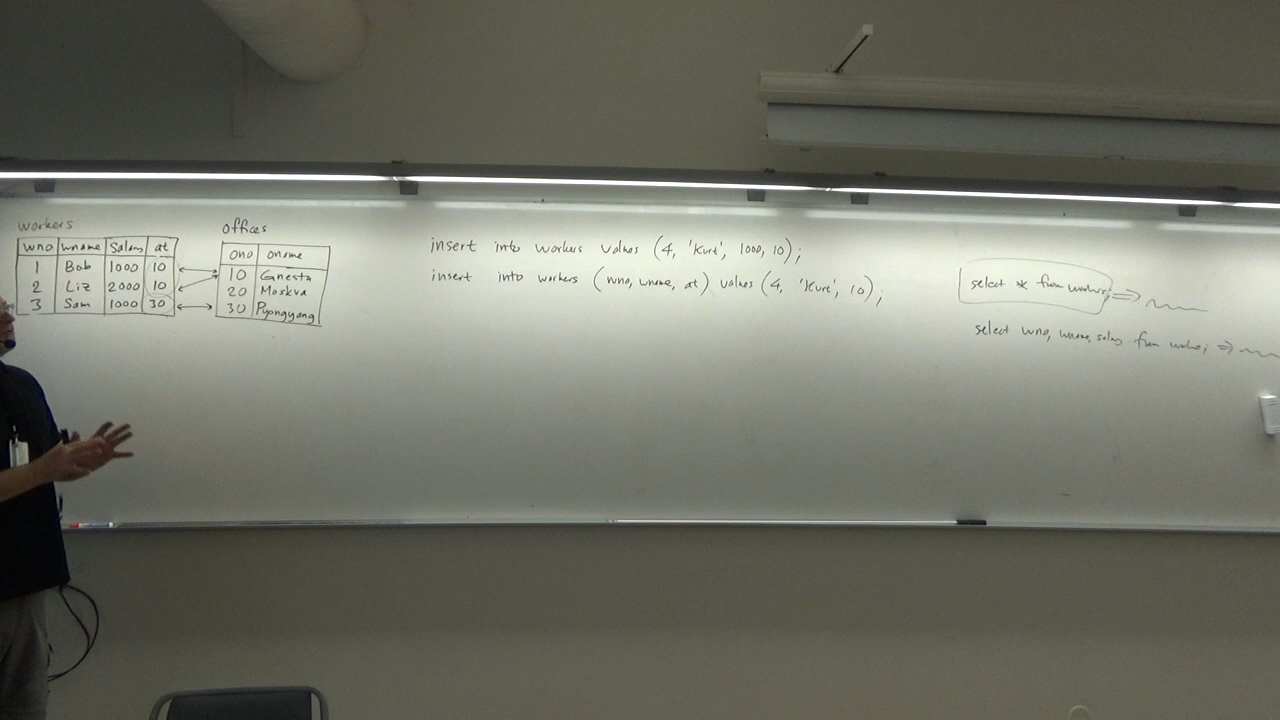 workers
wno wname Salary at
1 Bob 1000 10
2 Liz 2000 10
3 Sam 1000 30
offices
ono oname
10 Gnesta
20 Moskva
30 Pyongyang
insert into workers values (4, 'Kurt', 1000, 10);
insert into workers (wno, wname, at) values (4, 'Kurt', 10);
select * from workers; =>
select wno, wname, salary from workers; =>